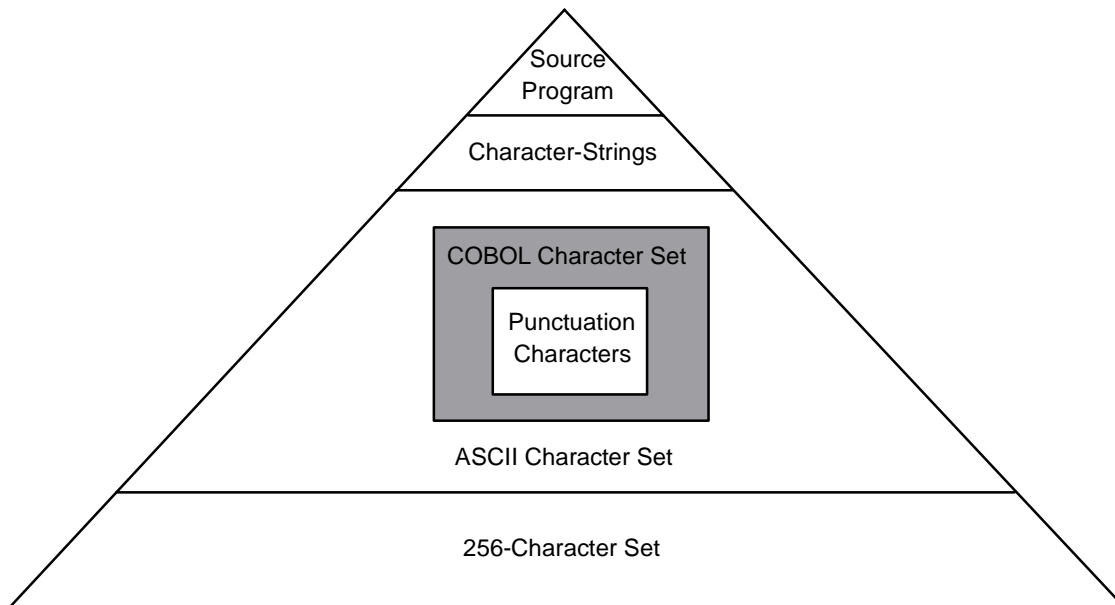 Source
Program
Character-Strings
COBOL Character Set
Punctuation
Characters
ASCII Character Set
256-Character Set